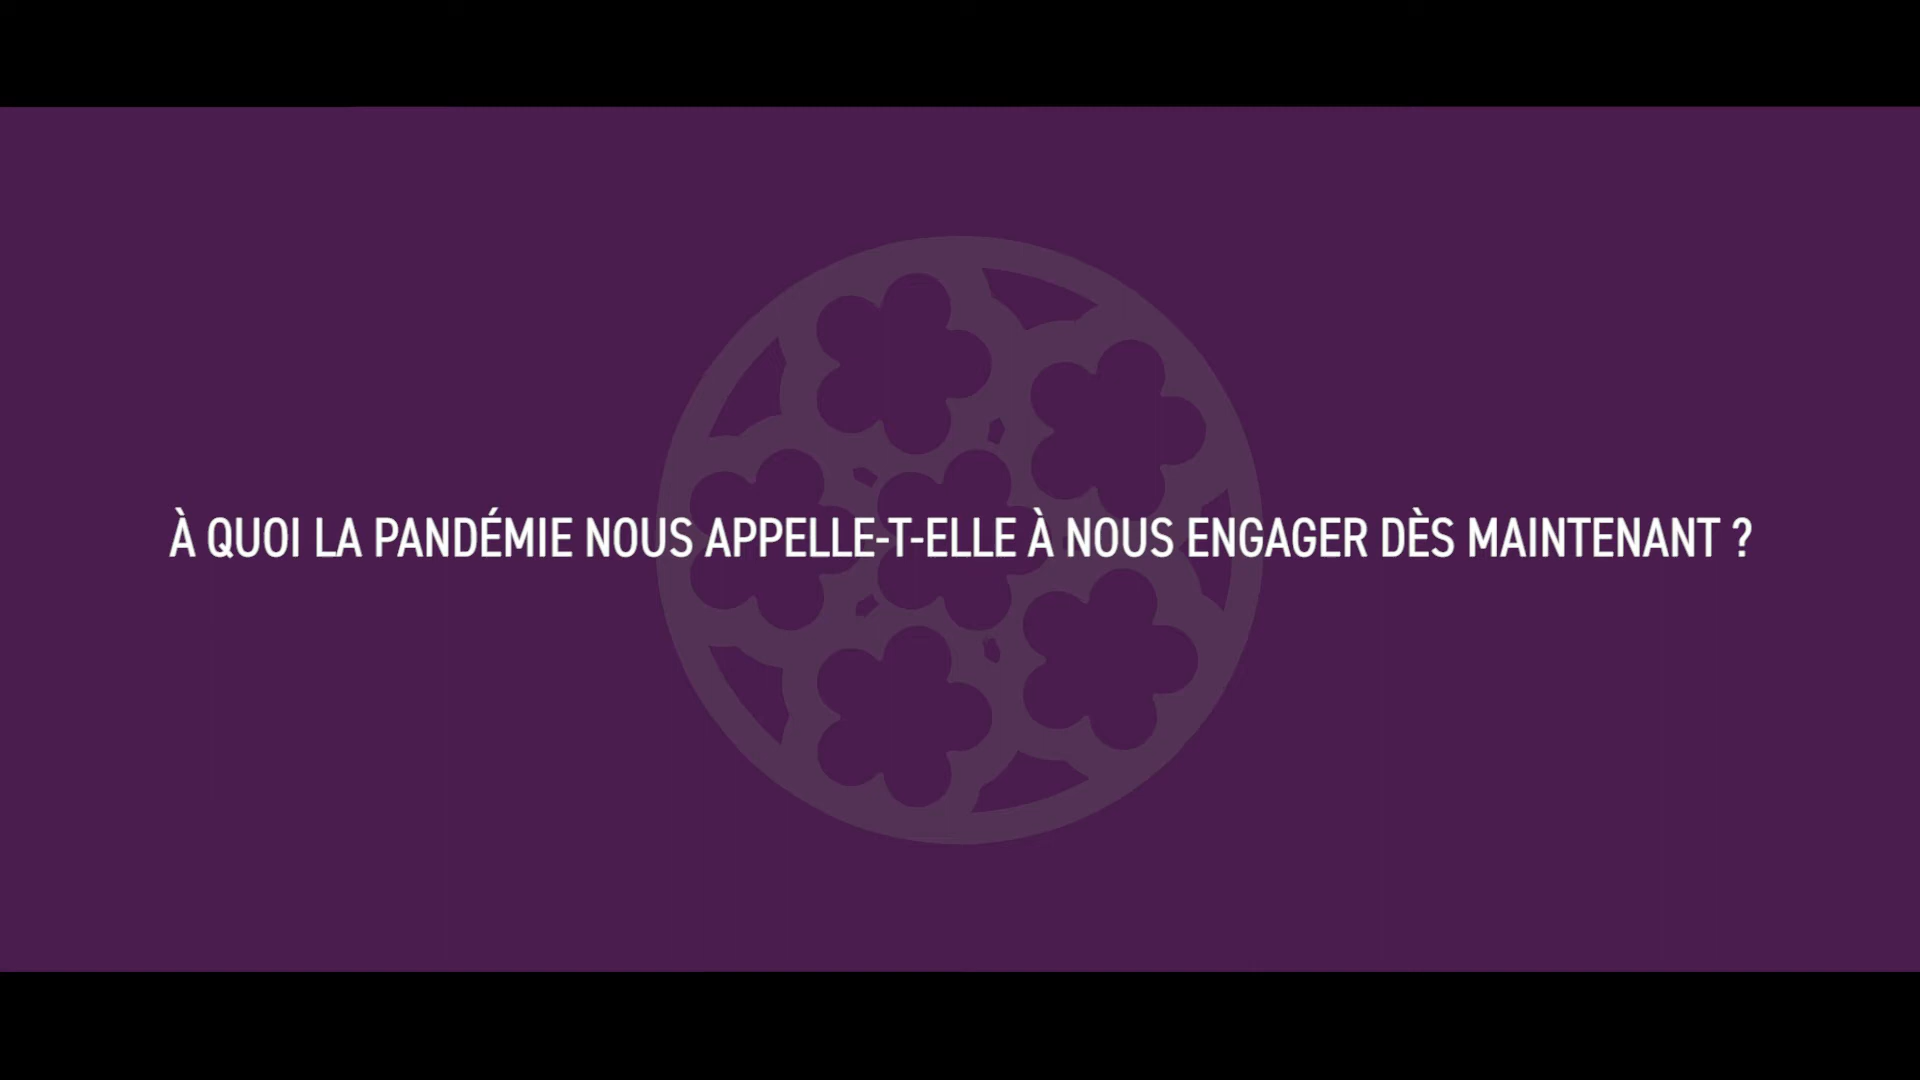 À QUOI LA PANDÉMIE NOUS APPELLE-T-ELLE À NOUS ENGAGER DÈS MAINTENANT ?